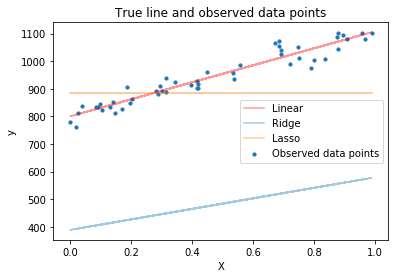 True line and observed data points
1100
1000
900
800
700
600
500
400
y
Linear
Ridge
Lasso
Observed data points
0.0 0.2 0.4 0.6 0.8 1.0
X